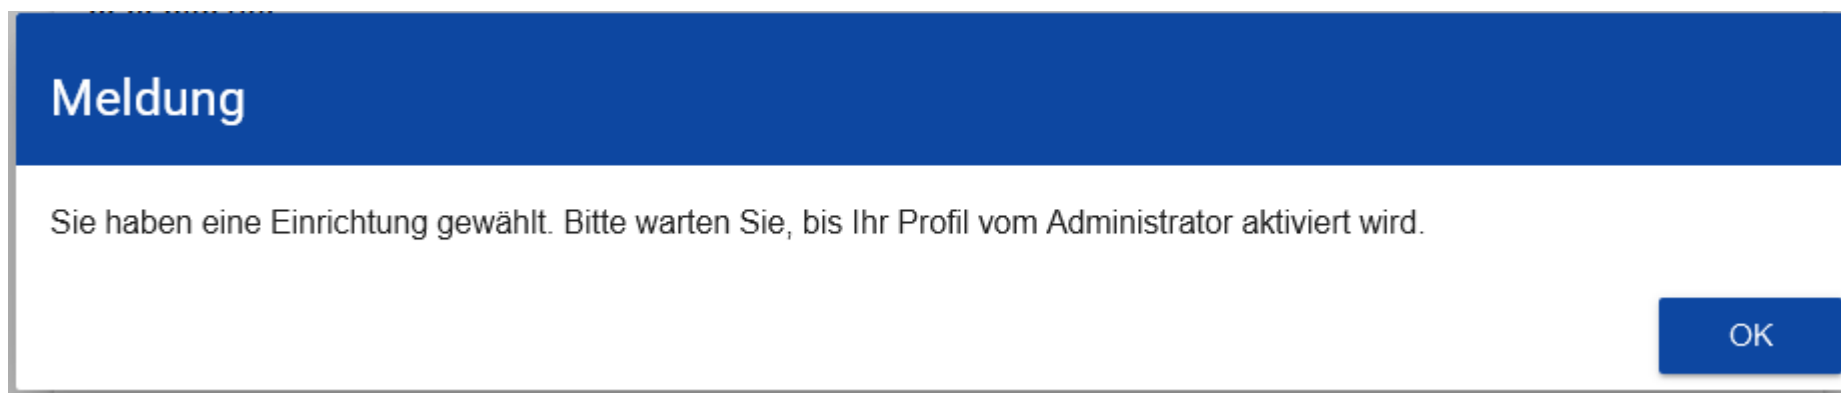 Meldung
Sie haben eine Einrichtung gewählt. Bitte warten Sie, bis Ihr Profil vom Administrator aktiviert wird.
OK